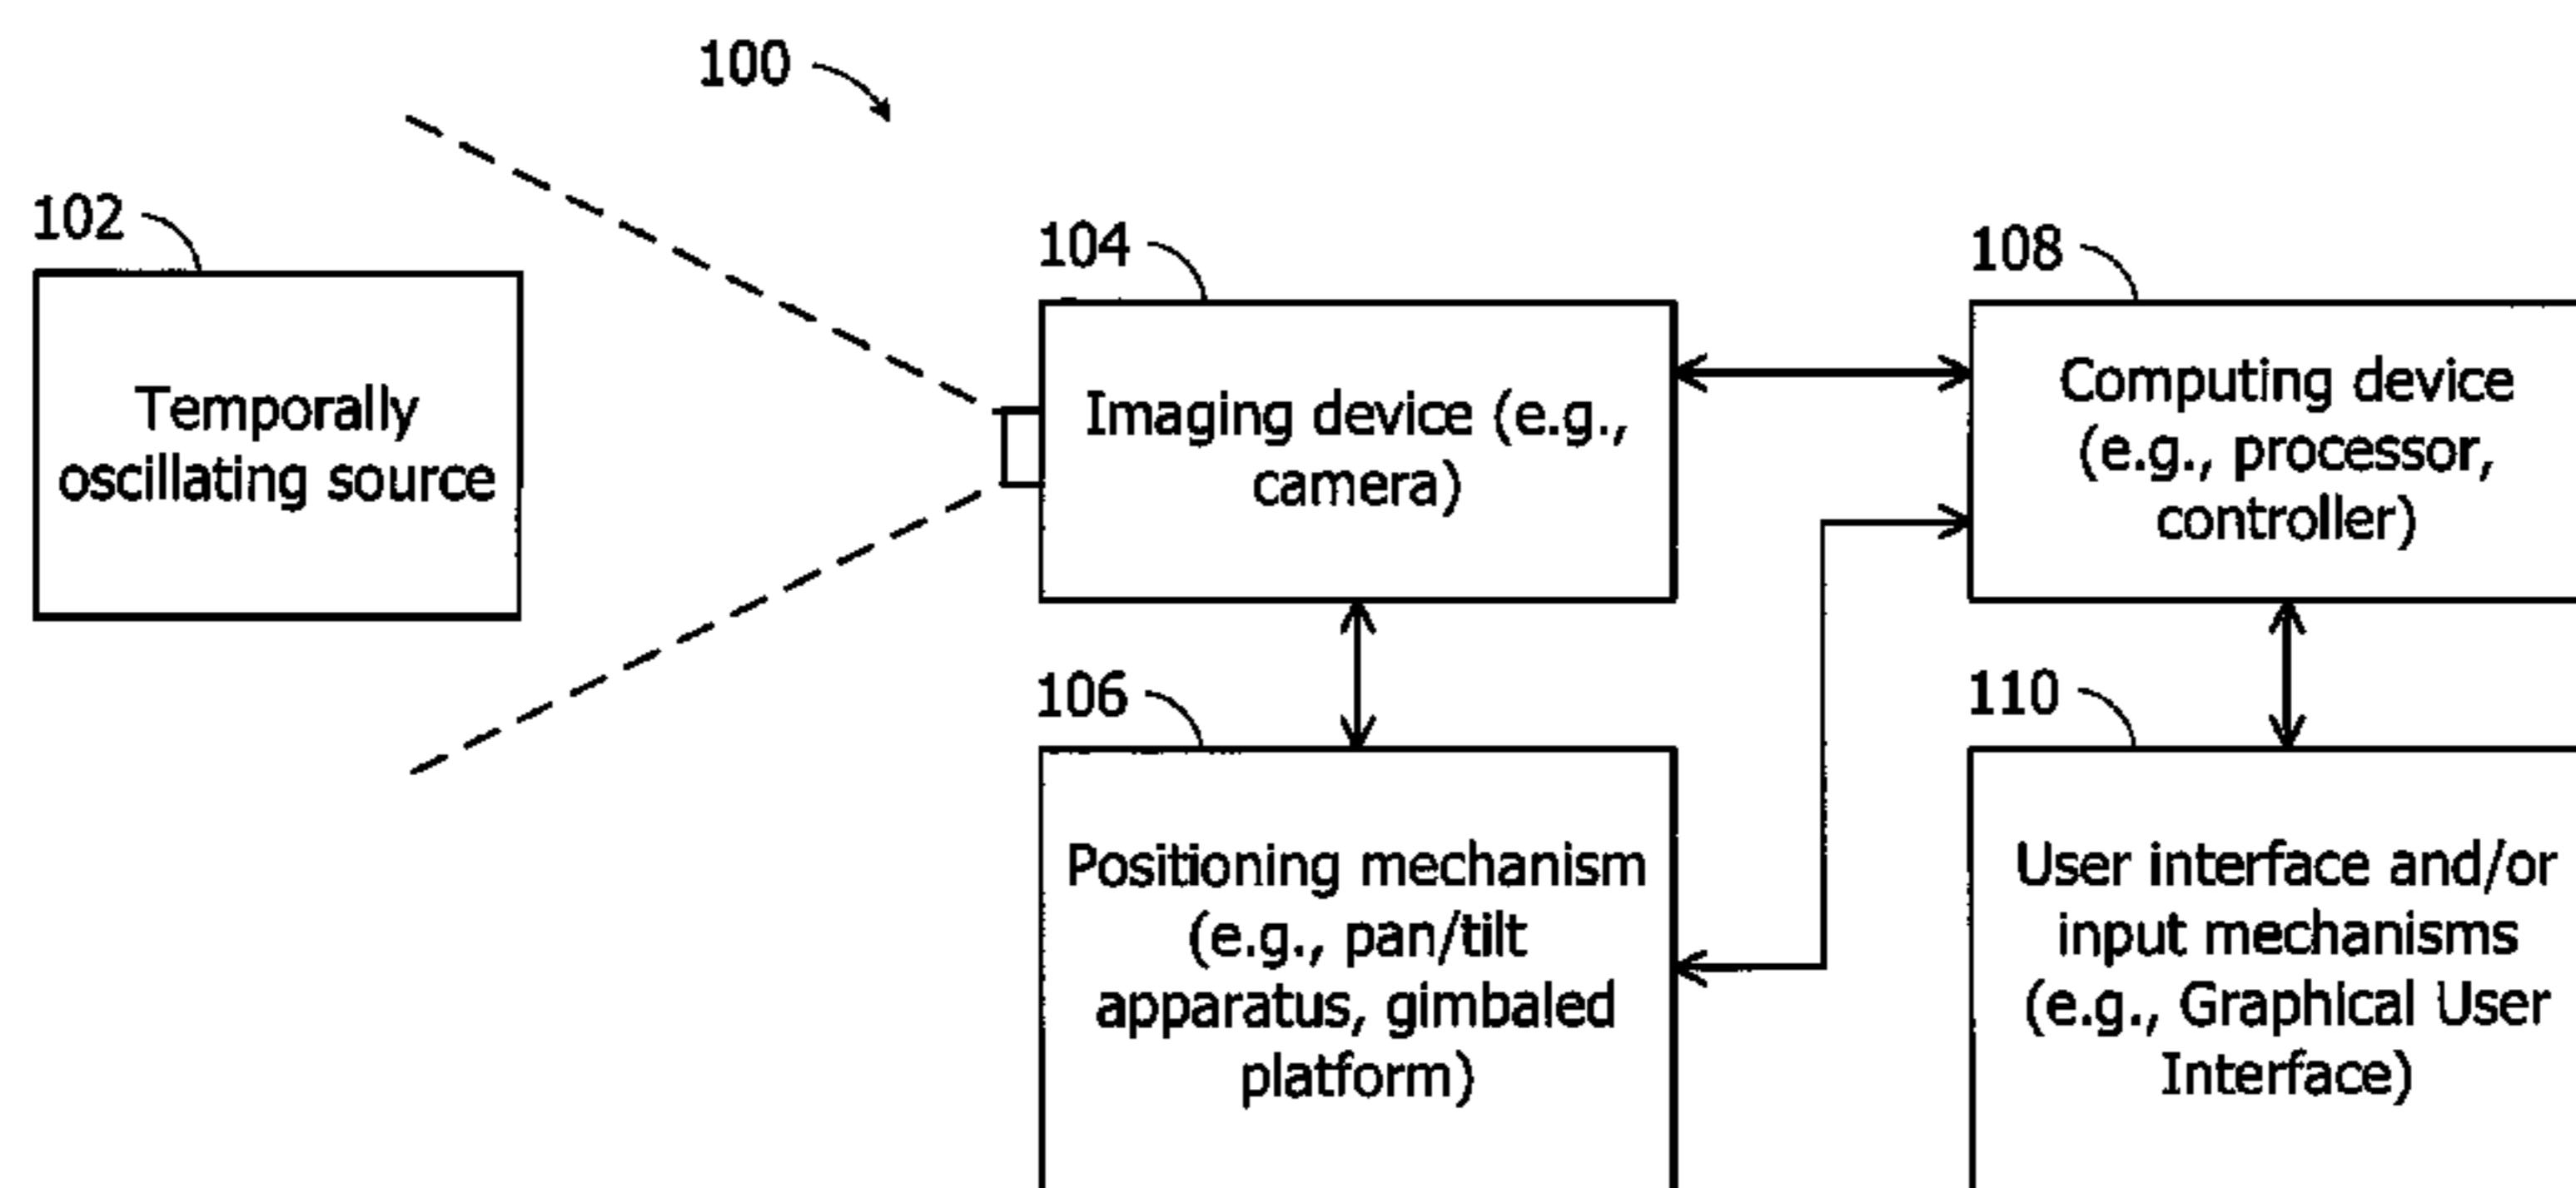 100
102
Temporally
oscillating source
104
Imaging device (e.g.,
camera)
108
Computing device
(e.g., processor,
controller)
106
Positioning mechanism
(e.g., pan/tilt
apparatus, gimbaled
platform)
110
User interface and/or
input mechanisms
(e.g., Graphical User
Interface)